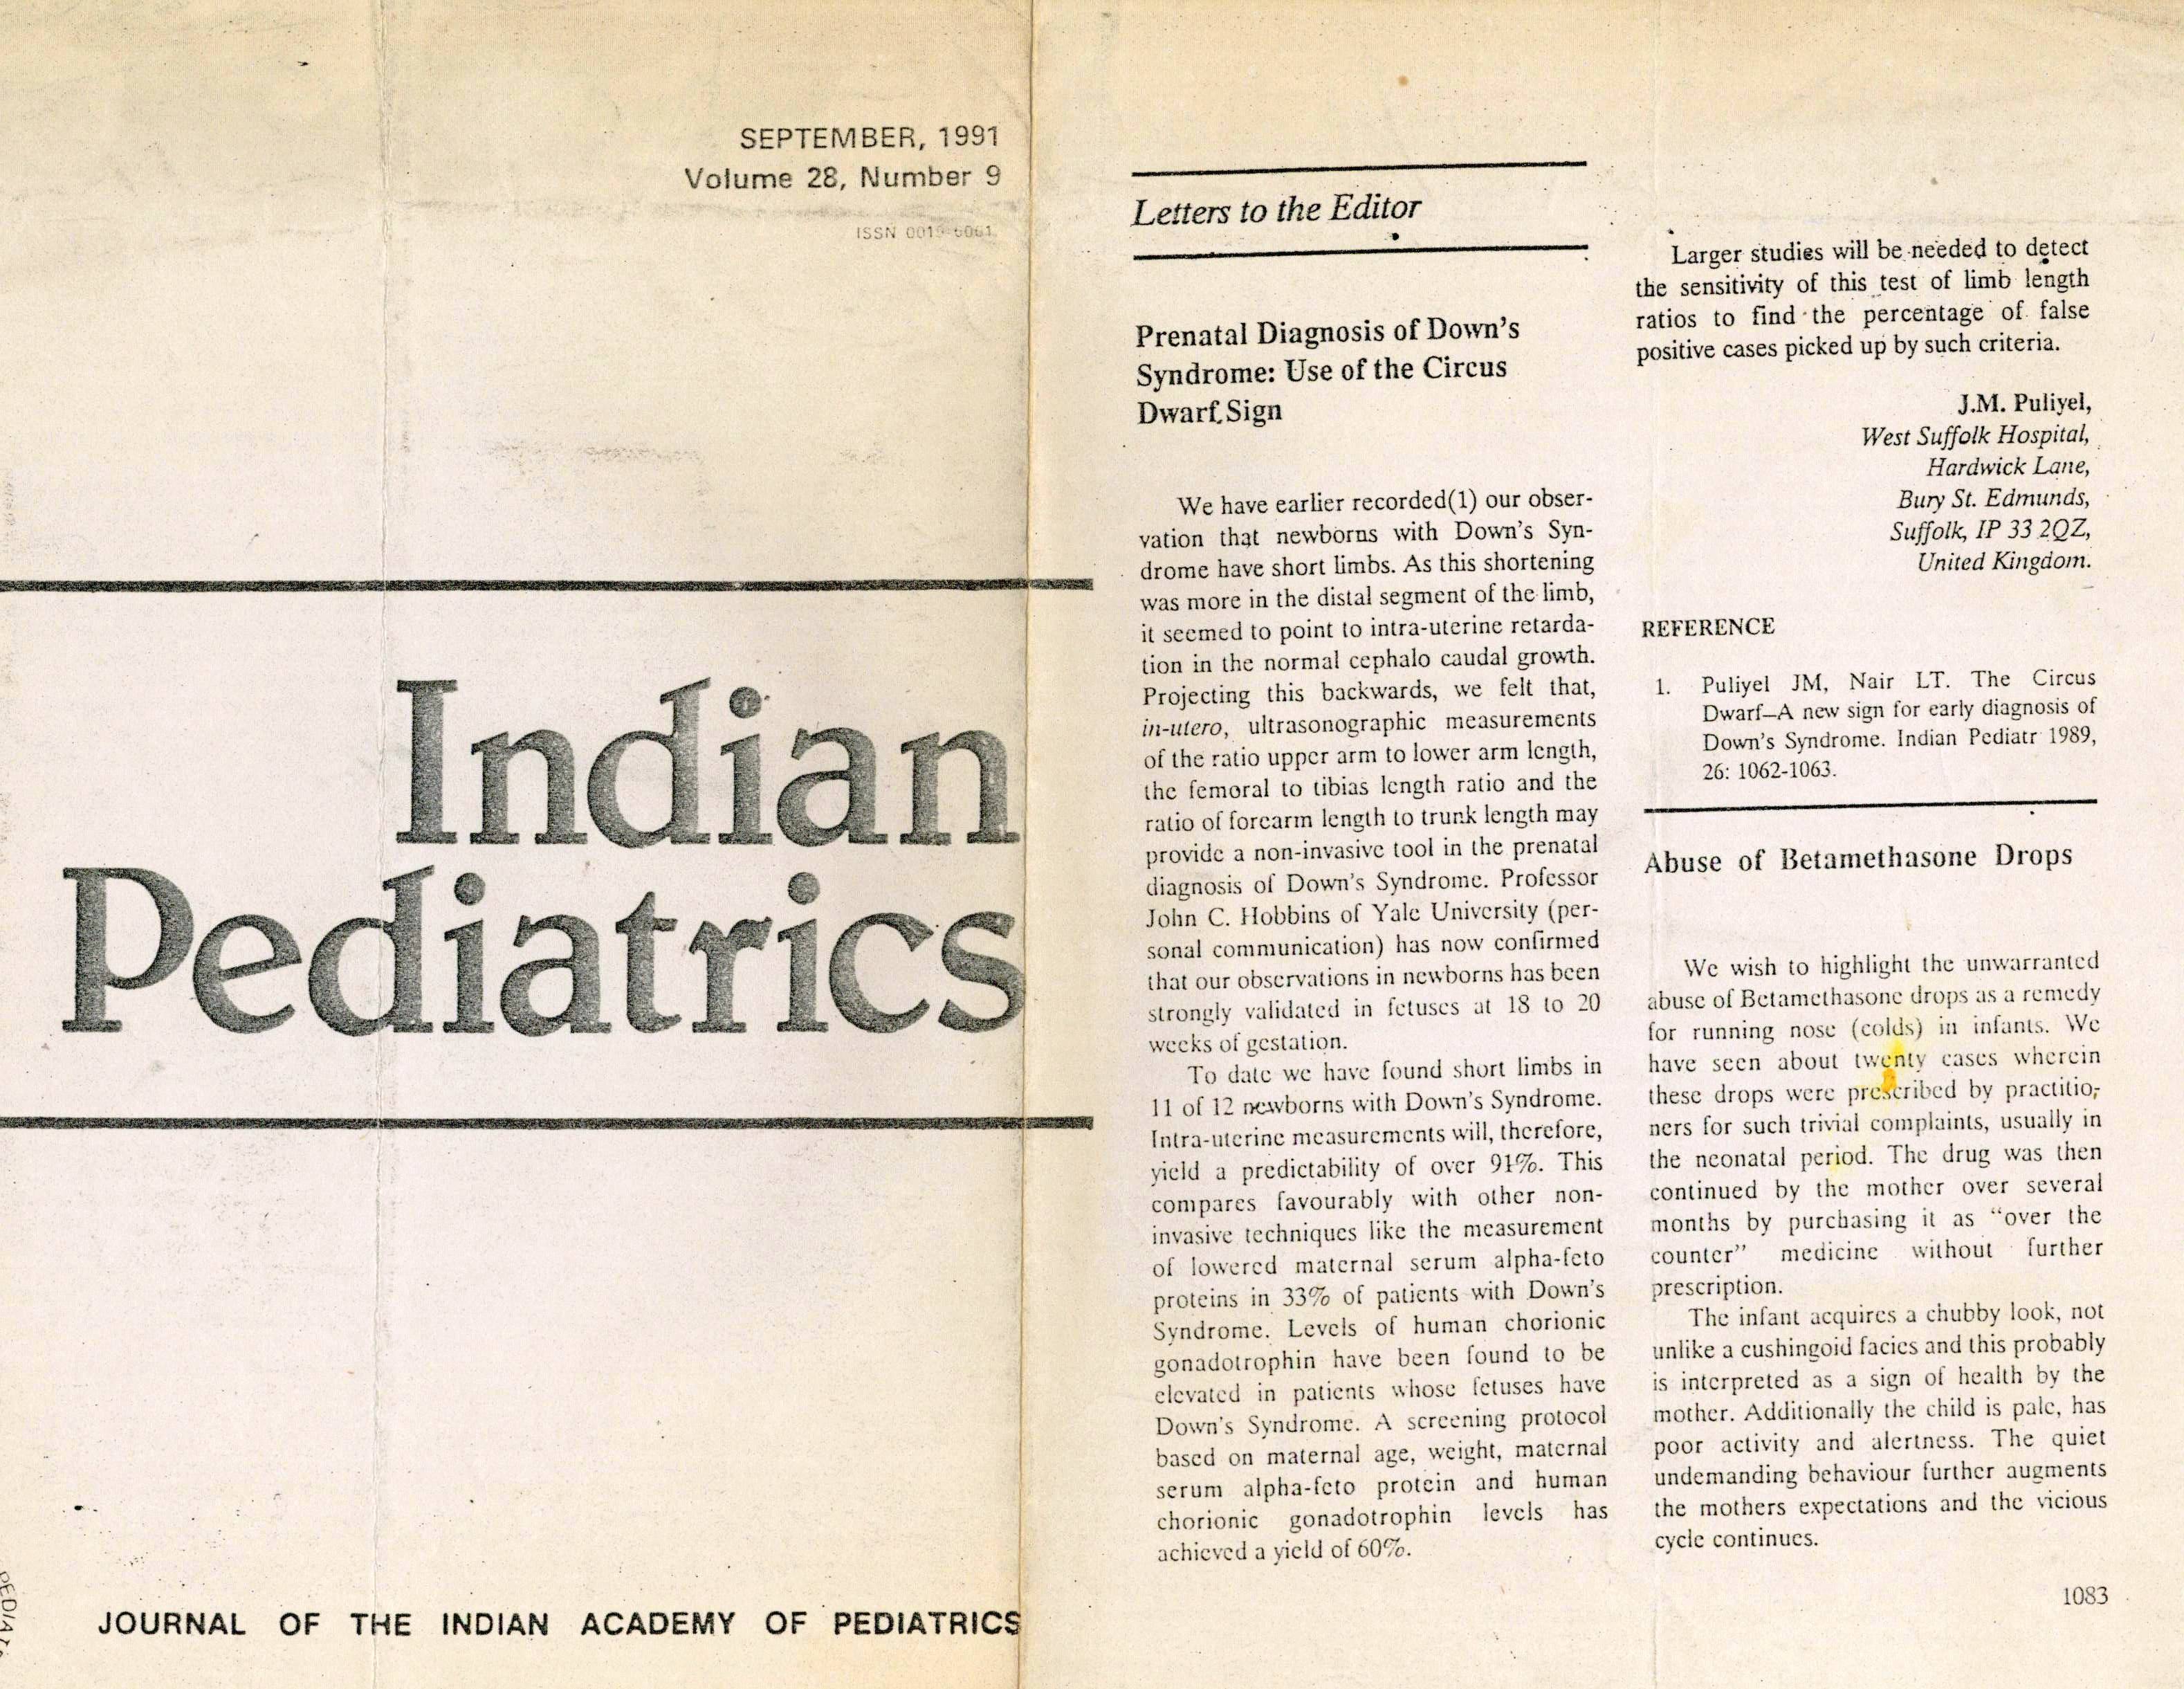 SEPTEMBER, 1991
Volume 28, Number 9
ISSN
Indian
Pediatrics
JOURNAL OF THE INDIAN ACADEMY OF PEDIATRICS
Letters to the Editor
Prenatal Diagnosis of Down's
Syndrome: Use of the Circus
Dwarf Sign
We have earlier recorded(1) our obser-
vation that newborns with Down's Syn-
drome have short limbs. As this shortening
was more in the distal segment of the limb,
it seemed to point to intra-uterine retarda-
tion in the normal cephalo caudal growth.
Projecting this backwards, we felt that,
in-utero, ultrasonographic measurements
of the ratio upper arm to lower arm length,
the femoral to tibias length ratio and the
ratio of forearm length to trunk length may
provide a non-invasive tool in the prenatal
diagnosis of Down's Syndrome. Professor
John C. Hobbins of Yale University (per-
sonal communication) has now confirmed
that our observations in newborns has been
strongly validated in fetuses at 18 to 20
weeks of gestation.
To date we have found short limbs in
11 of 12 newborns with Down's Syndrome.
Intra-uterine measurements will, therefore,
yield a predictability of over 91%. This
compares favourably with other non-
invasive techniques like the measurement
of lowered maternal serum alpha-feto
proteins in 33% of patients with Down's
Syndrome. Levels of human chorionic
gonadotrophin have been found to be
elevated in patients whose fetuses have
Down's Syndrome. A screening protocol
based on maternal age, weight, maternal
serum alpha-feto protein and human
chorionic gonadotrophin levels has
achieved a yield of 60%.
Larger studies will be needed to detect
the sensitivity of this test of limb length
ratios to find the percentage of false
positive cases picked up by such criteria.
J.M. Puliyel,
West Suffolk Hospital,
Hardwick Lane,
Bury St. Edmunds,
Suffolk, IP 33 2QZ,
United Kingdom.
REFERENCE
1. Puliyel JM, Nair LT. The Circus
Dwarf—A new sign for early diagnosis of
Down's Syndrome. Indian Pediatr 1989,
26: 1062-1063.
Abuse of Betamethasone Drops
We wish to highlight the unwarranted
abuse of Betamethasone drops as a remedy
for running nose (colds) in infants. We
have seen about twenty cases wherein
these drops were prescribed by practitio-
ners for such trivial complaints, usually in
the neonatal period. The drug was then
continued by the mother over several
months by purchasing it as "over the
counter" medicine without further
prescription.
The infant acquires a chubby look, not
unlike a cushingoid facies and this probably
is interpreted as a sign of health by the
mother. Additionally the child is pale, has
poor activity and alertness. The quiet
undemanding behaviour further augments
the mothers expectations and the vicious
cycle continues.
1083